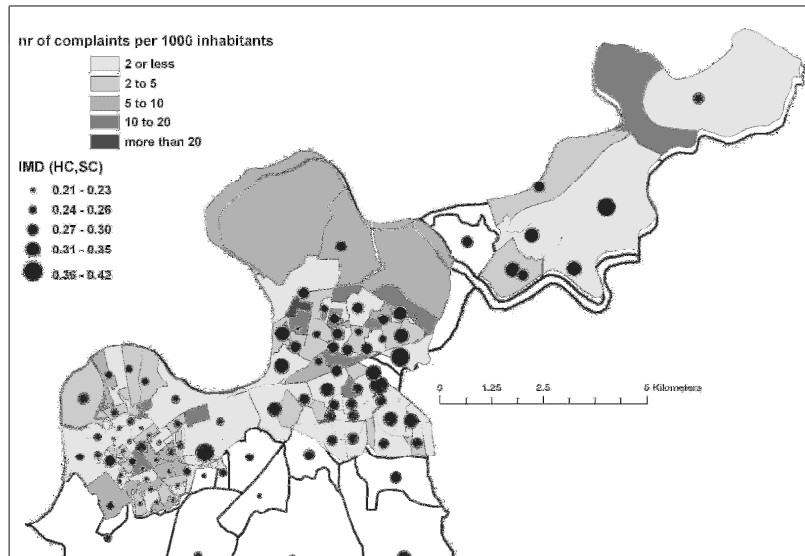 nr of complaints per 1000 inhabitants
2 or less
2 to 5
5 to 10
10 to 20
more than 20
IMD (HC,SC)
0.21 - 0.23
0.24 - 0.26
0.27 - 0.30
0.31 - 0.35
0.36 - 0.42
0 1.25 2.5 5 Kilometers